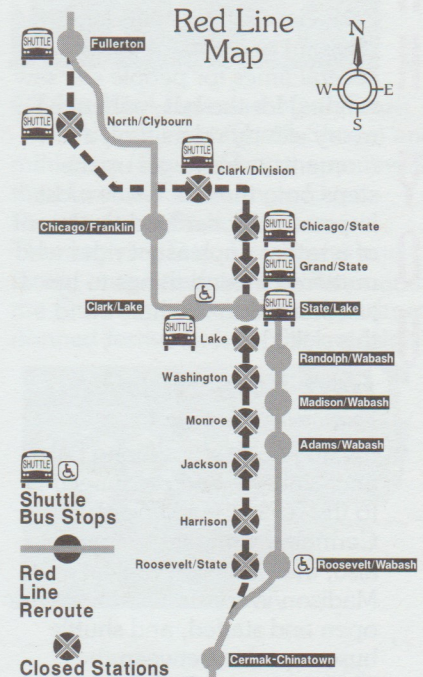 Red Line
Map
N
W E
S
SHUTTLE
Fullerton
SHUTTLE
North/Clybourn
SHUTTLE
Clark/Division
Chicago/Franklin
SHUTTLE
Chicago/State
SHUTTLE
Grand/State
Clark/Lake
SHUTTLE
State/Lake
SHUTTLE
Lake
Randolph/Wabash
Washington
Madison/Wabash
Monroe
Adams/Wabash
Jackson
SHUTTLE
Shuttle
Bus Stops
Harrison
Roosevelt/State
Roosevelt/Wabash
Red
Line
Reroute
Cermak-Chinatown
Closed Stations